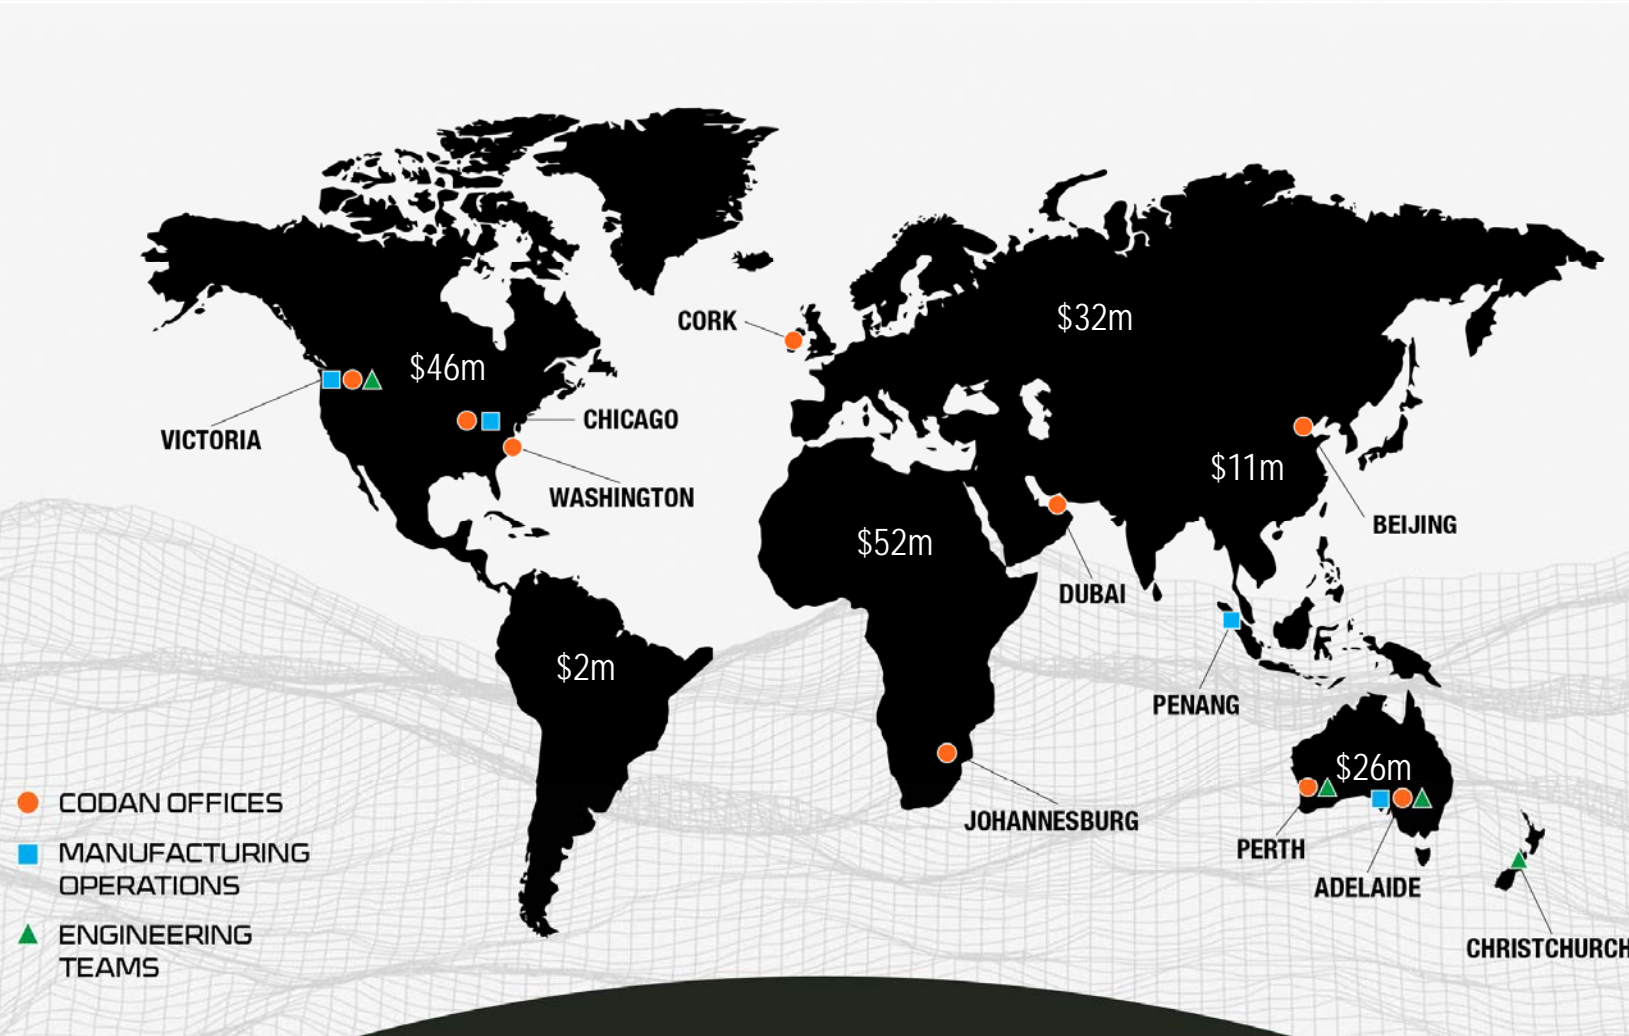 CORK
$32m
$46m
CHICAGO
VICTORIA
$11m
WASHINGTON
BEIJING
$52m
DUBAI
$2m
PENANG
$26m
CODAN OFFICES
JOHANNESBURG
PERTH
MANUFACTURING
OPERATIONS
ADELAIDE
ENGINEERING
TEAMS
CHRISTCHURCH